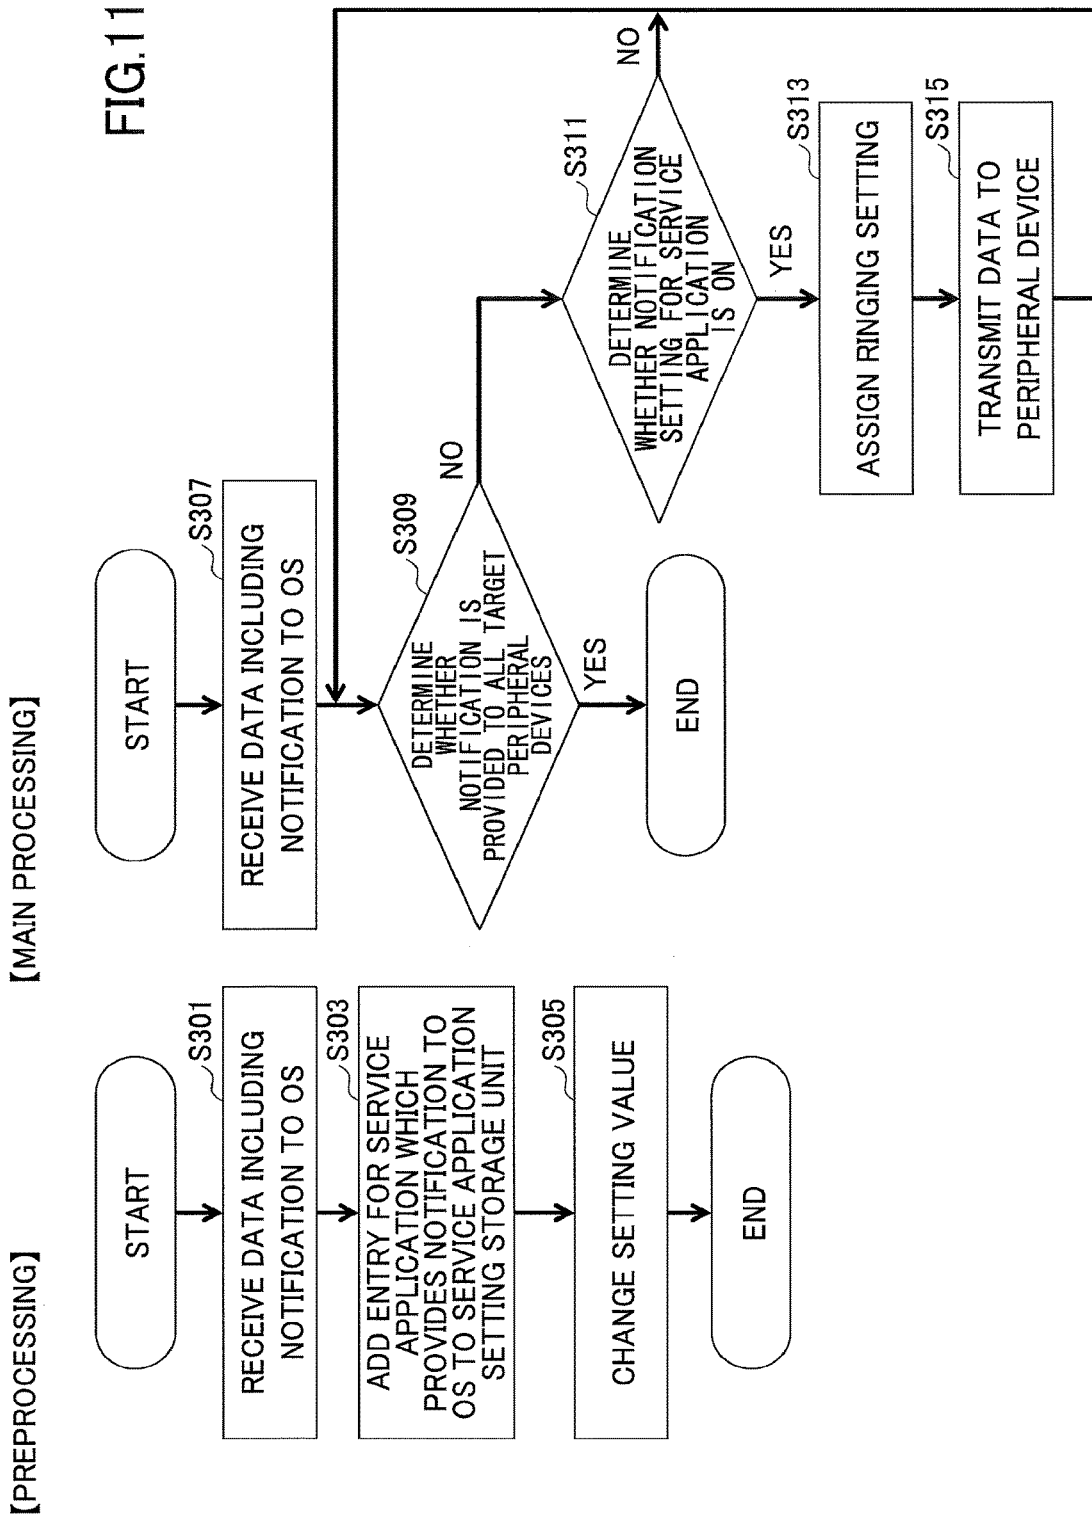 FIG.11
【PREPROCESSING】
START
S301
RECEIVE DATA INCLUDING
NOTIFICATION TO OS
S303
ADD ENTRY FOR SERVICE
APPLICATION WHICH
PROVIDES NOTIFICATION TO
OS TO SERVICE APPLICATION
SETTING STORAGE UNIT
S305
CHANGE SETTING VALUE
END
【MAIN PROCESSING】
START
S307
RECEIVE DATA INCLUDING
NOTIFICATION TO OS
S309
DETERMINE
WHETHER
NOTIFICATION IS
PROVIDED TO ALL TARGET
PERIPHERAL
DEVICES
NO
YES
END
S311
DETERMINE
WHETHER NOTIFICATION
SETTING FOR SERVICE
APPLICATION
IS ON
NO
YES
S313
ASSIGN RINGING SETTING
S315
TRANSMIT DATA TO
PERIPHERAL DEVICE